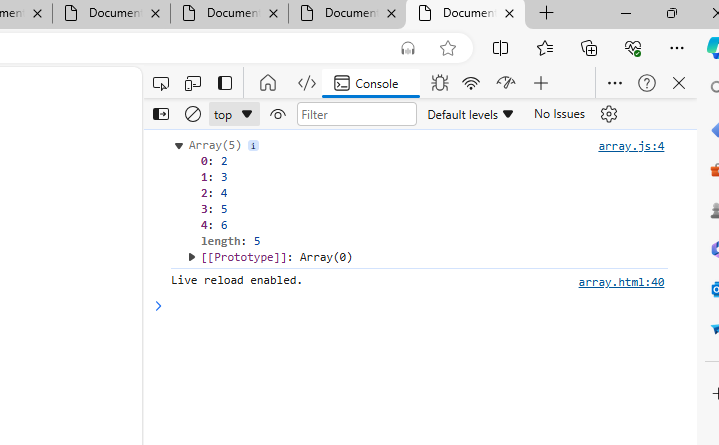 men
Document
Document
Document
Document
Console
top
Filter
Default levels
No Issues
Array(5) i
array.js:4
0: 2
1: 3
2: 4
3: 5
4: 6
length: 5
[[Prototype]]: Array(0)
Live reload enabled.
array.html:40